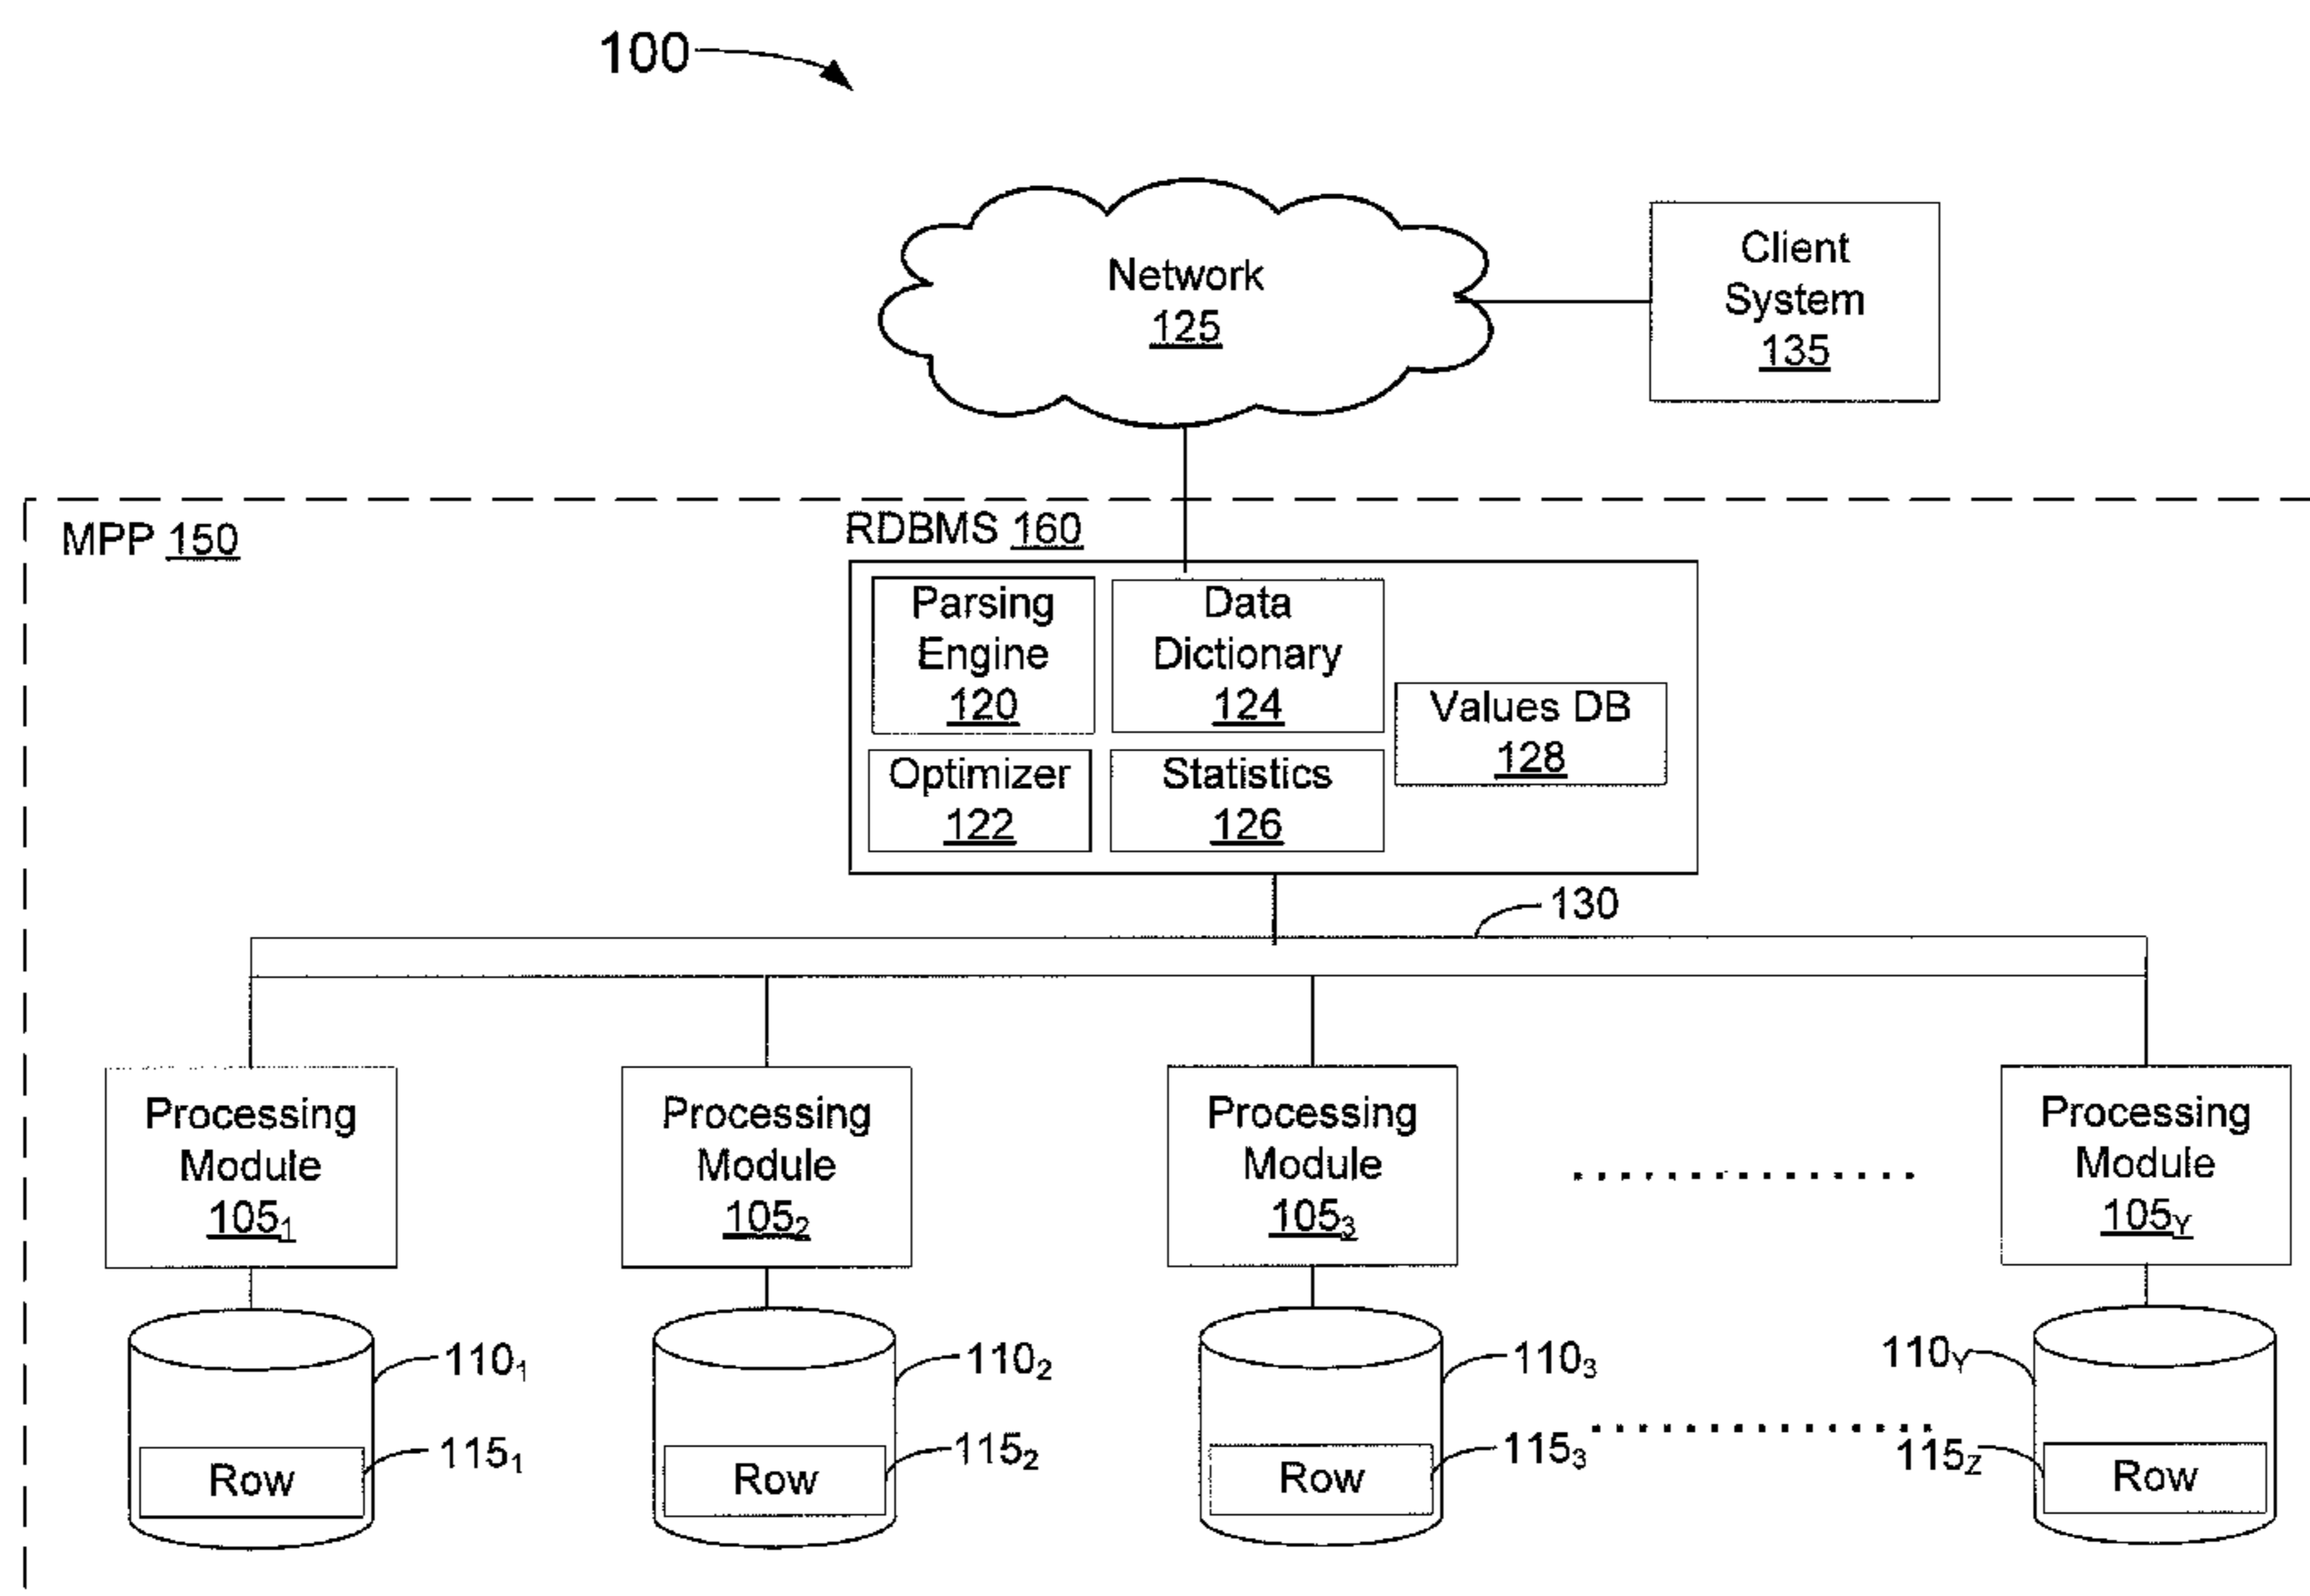 100
Network
125
Client
System
135
MPP 150
RDBMS 160
Parsing
Engine
120
Data
Dictionary
124
Values DB
128
Optimizer
122
Statistics
126
130
Processing
Module
105₁
Processing
Module
105₂
Processing
Module
105₃
Processing
Module
105Y
110₁
110₂
110₃
110Y
115₁
115₂
115₃
115Z
Row
Row
Row
Row